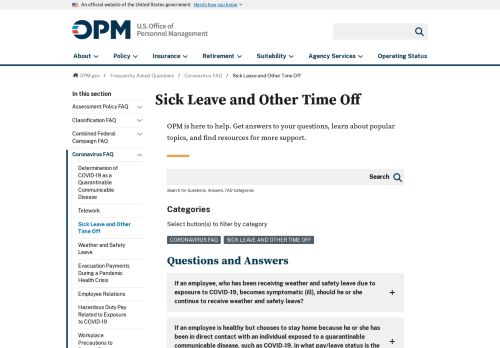 An official website of the United States government Here's how you know
OPM U.S. Office of
Personnel Management
About Policy Insurance Retirement Suitability Agency Services Operating Status
OPM.gov / Frequently Asked Questions / Coronavirus FAQ / Sick Leave and Other Time Off
In this section
Assessment Policy FAQ
Classification FAQ
Combined Federal
Campaign FAQ
Coronavirus FAQ
Determination of
COVID-19 as a
Quarantinable
Communicable
Disease
Telework
Sick Leave and Other
Time Off
Weather and Safety
Leave
Evacuation Payments
During a Pandemic
Health Crisis
Employee Relations
Hazardous Duty Pay
Related to Exposure
to COVID-19
Workplace
Precautions to
Sick Leave and Other Time Off
OPM is here to help. Get answers to your questions, learn about popular
topics, and find resources for more support.
Search
Search for Questions, Answers, FAQ Categories
Categories
Select button(s) to filter by category
CORONAVIRUS FAQ SICK LEAVE AND OTHER TIME OFF
Questions and Answers
If an employee, who has been receiving weather and safety leave due to
exposure to COVID-19, becomes symptomatic (ill), should he or she
continue to receive weather and safety leave?
If an employee is healthy but chooses to stay home because he or she has
been in direct contact with an individual exposed to a quarantinable
communicable disease, such as COVID-19, in what pay/leave status is the